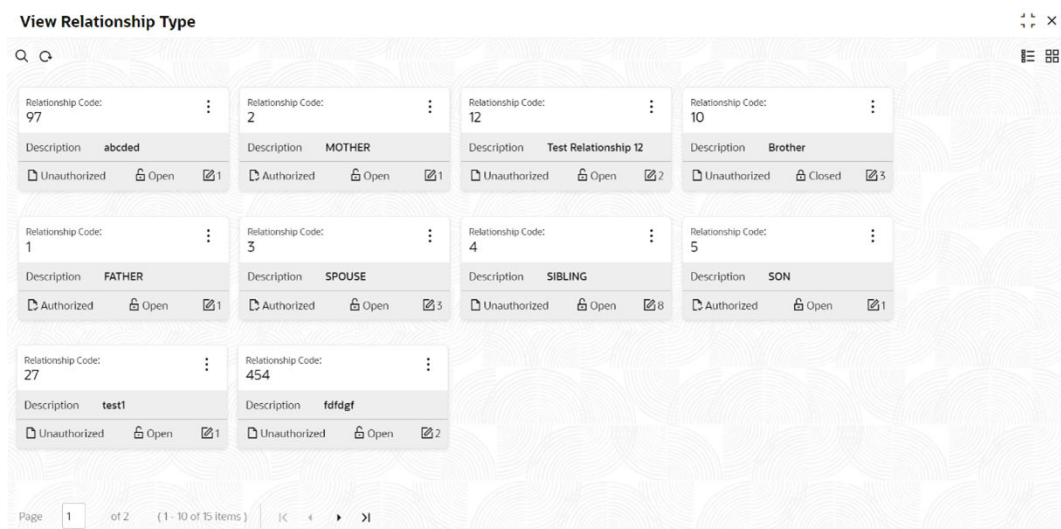 View Relationship Type
Relationship Code:
97
Description abcded
Unauthorized Open 1
Relationship Code:
2
Description MOTHER
Authorized Open 1
Relationship Code:
12
Description Test Relationship 12
Unauthorized Open 2
Relationship Code:
10
Description Brother
Unauthorized Closed 3
Relationship Code:
1
Description FATHER
Authorized Open 1
Relationship Code:
3
Description SPOUSE
Authorized Open 3
Relationship Code:
4
Description SIBLING
Unauthorized Open 8
Relationship Code:
5
Description SON
Authorized Open 1
Relationship Code:
27
Description test1
Unauthorized Open 1
Relationship Code:
454
Description fdfdgf
Unauthorized Open 2
Page 1 of 2 (1 - 10 of 15 items)